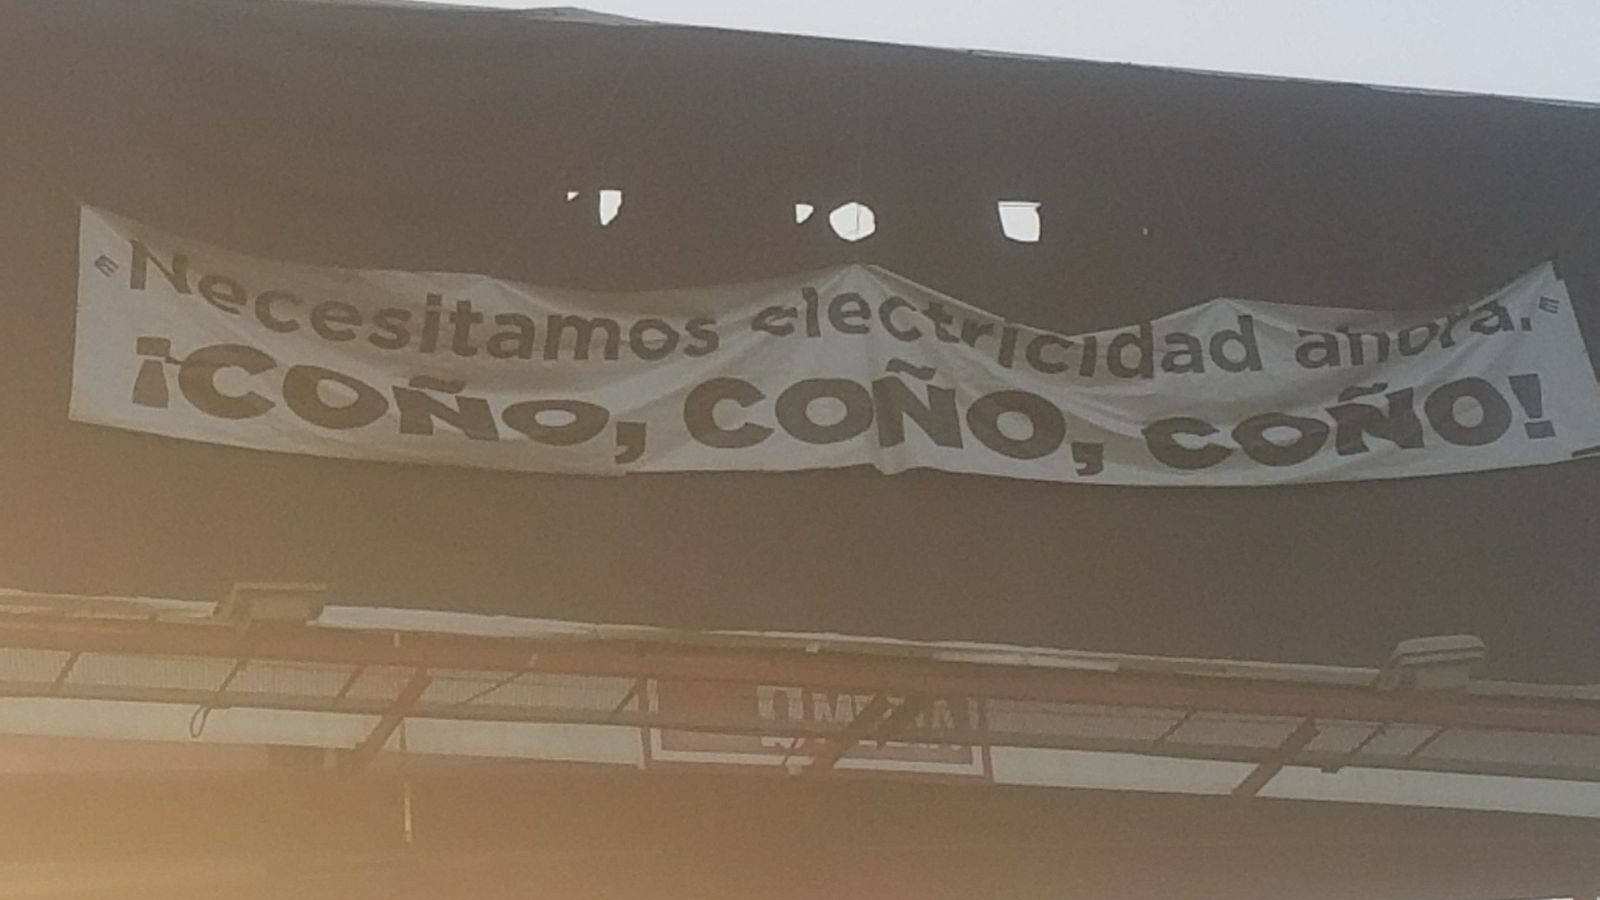 Necesitamos electricidad ahora.
¡COÑO, COÑO, COÑO!